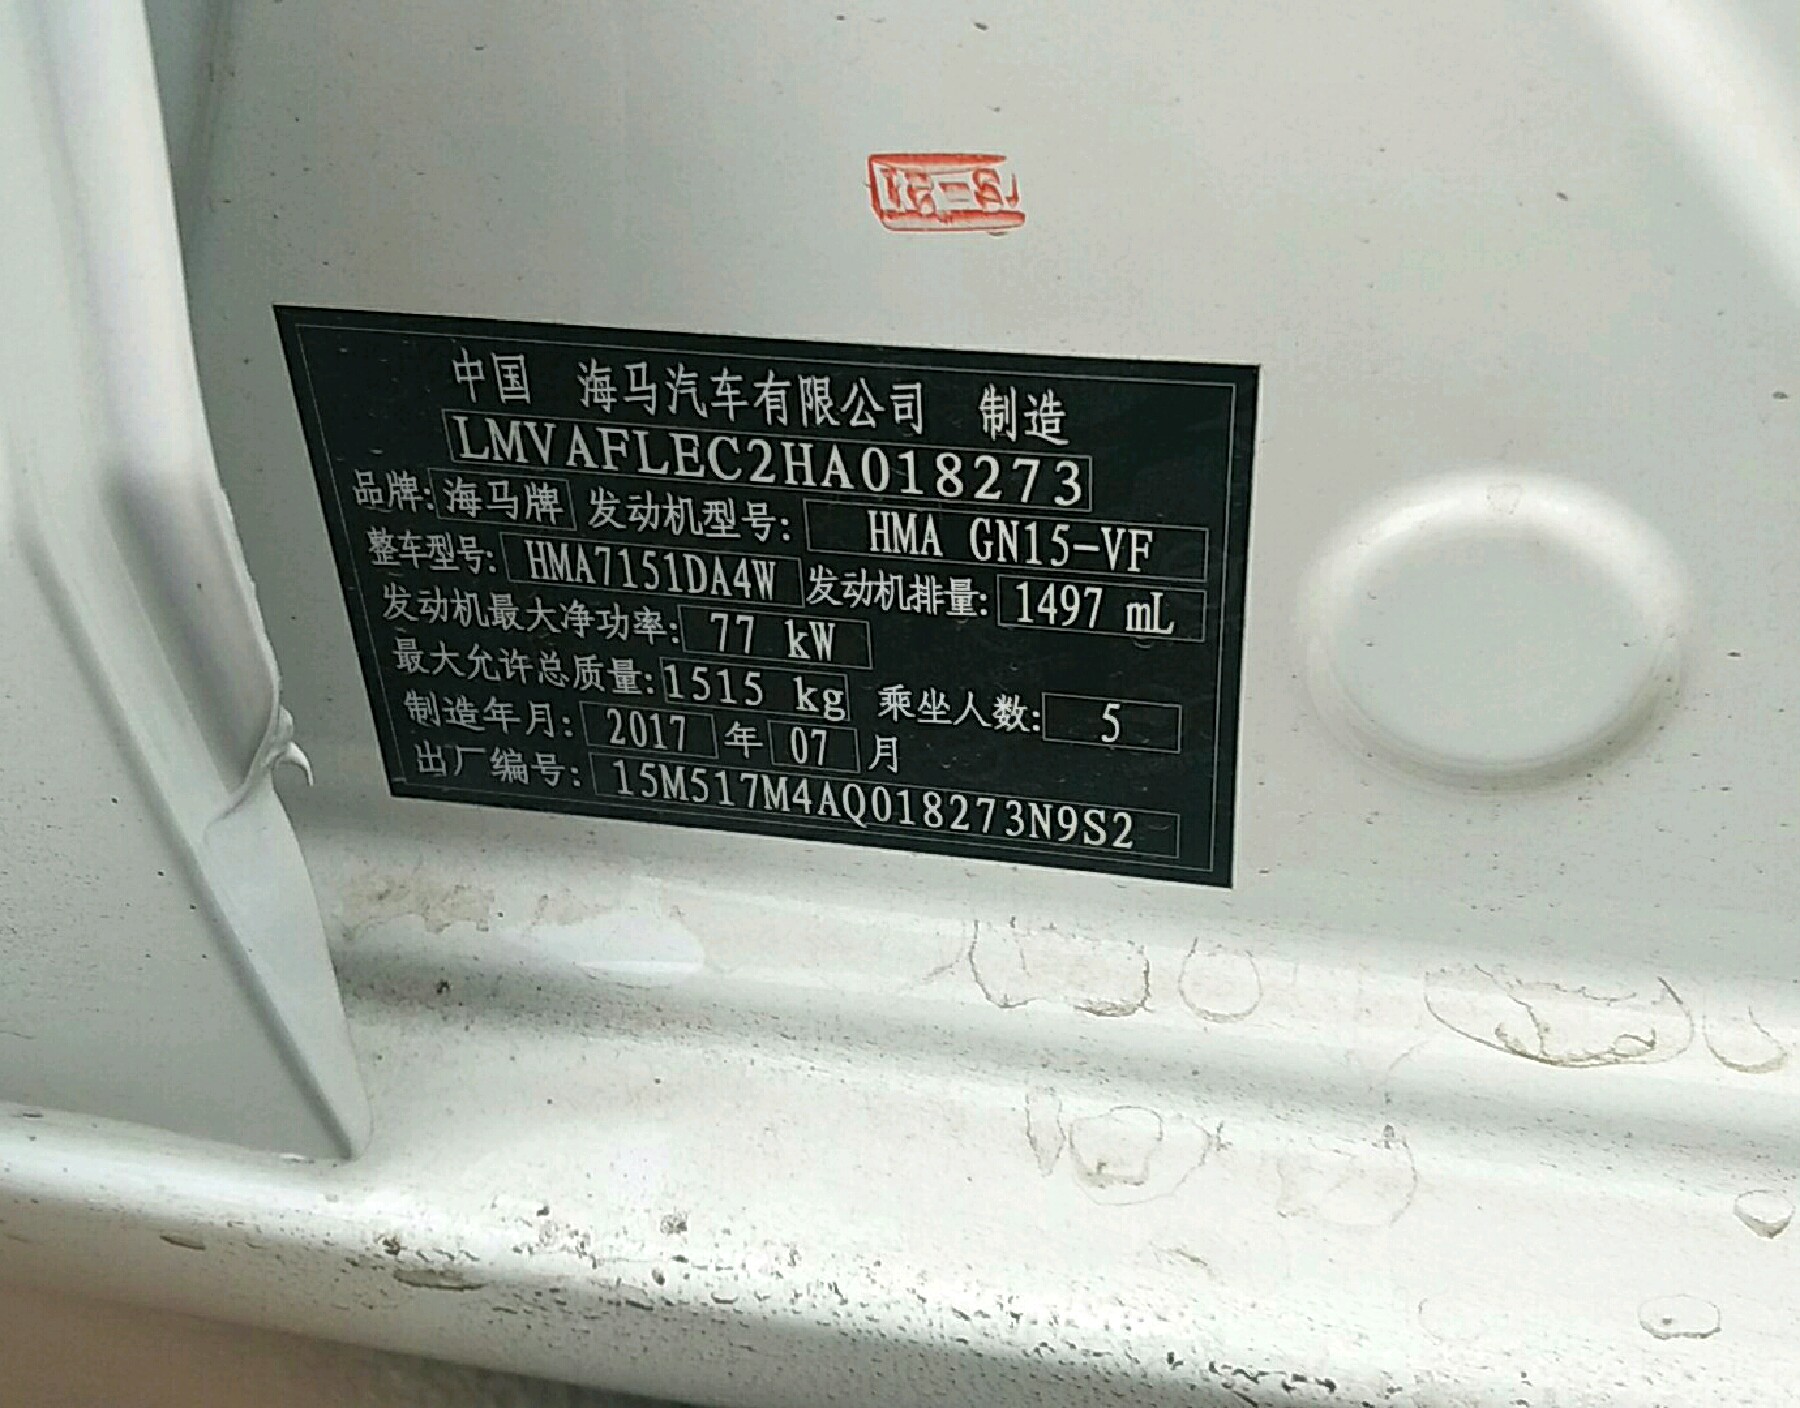 中国 海马汽车有限公司 制造
LMVAFLEC2HA018273
品牌: 海马牌 发动机型号: HMA GN15-VF
整车型号: HMA7151DA4W 发动机排量: 1497 mL
发动机最大净功率: 77 kW
最大允许总质量: 1515 kg 乘坐人数: 5
制造年月: 2017 年 07 月
出厂编号: 15M517M4AQ018273N9S2